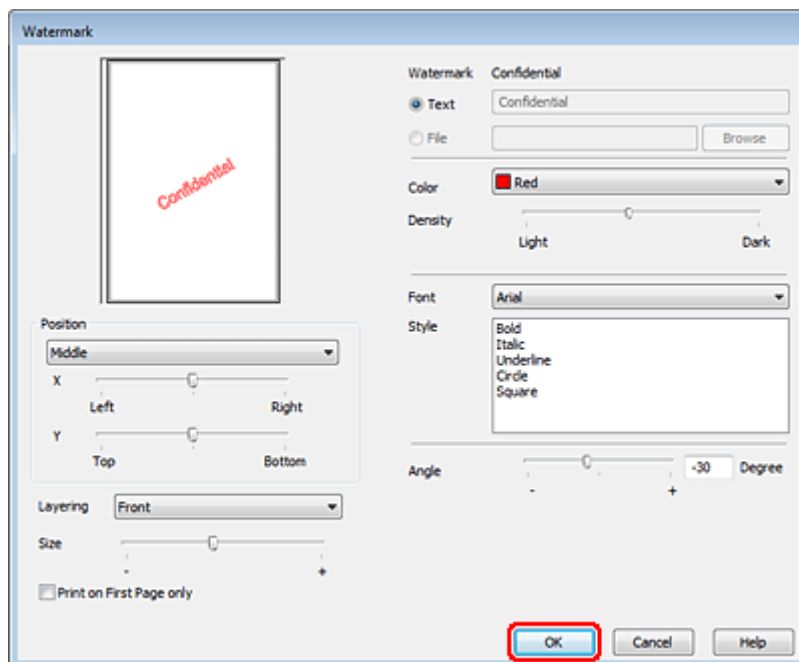 Watermark
Confidential
Position
Middle
X
Left Right
Y
Top Bottom
Layering Front
Size
- +
Print on First Page only
Watermark Confidential
Text Confidential
File Browse
Color Red
Density
Light Dark
Font Arial
Style
Bold
Italic
Underline
Circle
Square
Angle -30 Degree
- +
OK Cancel Help